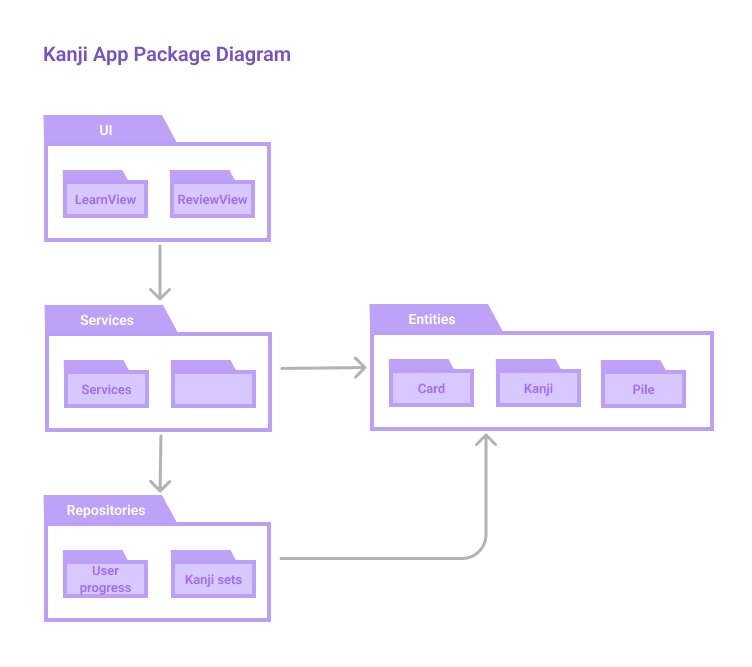 Kanji App Package Diagram
UI
LearnView
ReviewView
Services
Services
Entities
Card
Kanji
Pile
Repositories
User
progress
Kanji sets